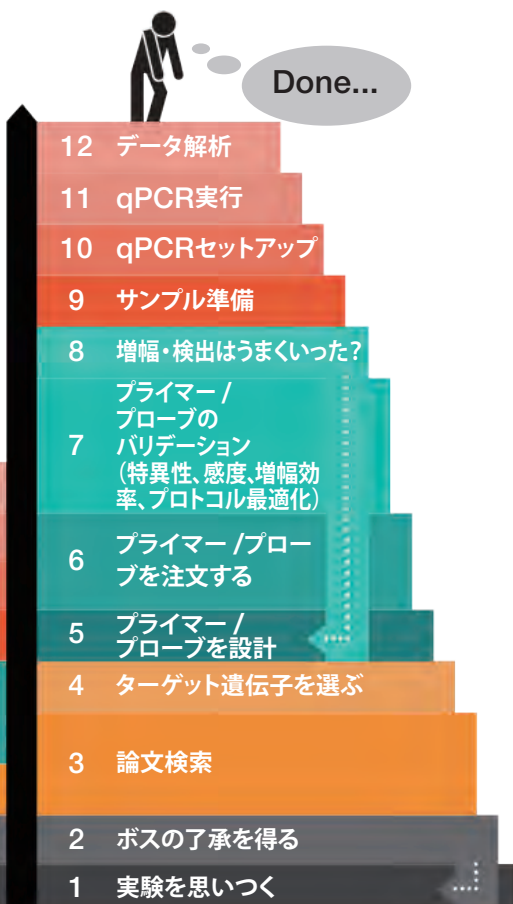 Done...
12 データ解析
11 qPCR実行
10 qPCRセットアップ
9 サンプル準備
8 増幅・検出はうまくいった?
プライマー /
プローブの
7 バリデーション
(特異性、感度、増幅効
率、プロトコル最適化)
6 プライマー /プロー
ブを注文する
5 プライマー /
プローブを設計
4 ターゲット遺伝子を選ぶ
3 論文検索
2 ボスの了承を得る
1 実験を思いつく